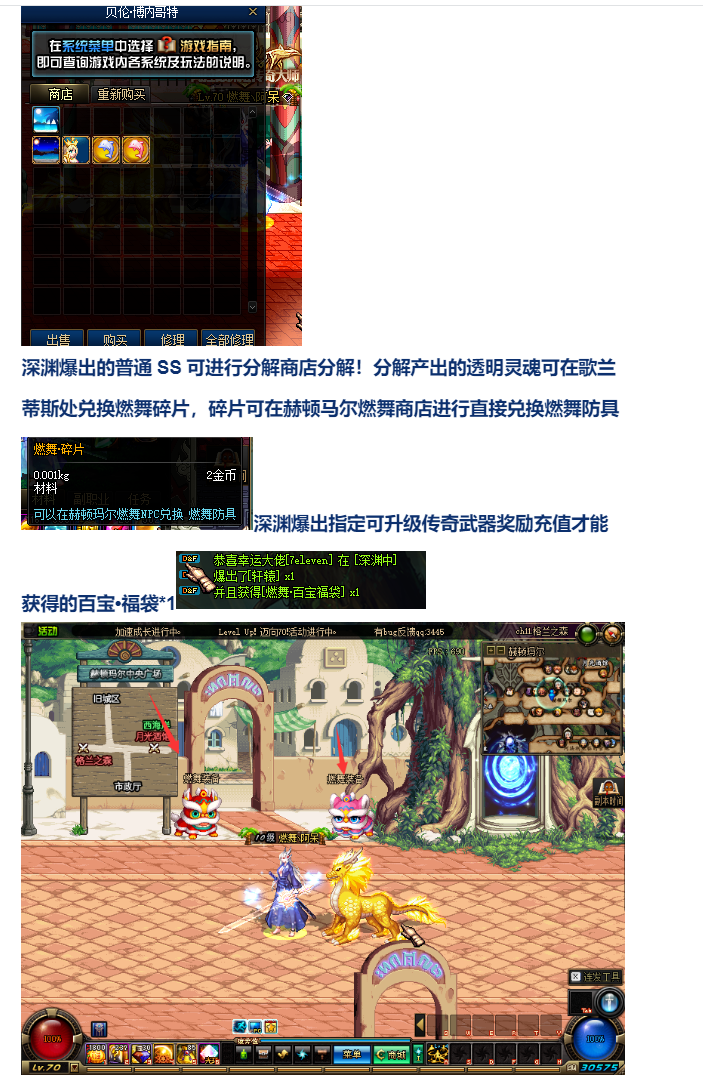 贝伦·博内哥特
在系统菜单中选择 游戏指南,
即可查询游戏内各系统及玩法的说明。
商店 重新购买
出售 购买 修理 全部修理
深渊爆出的普通 SS 可进行分解商店分解！分解产出的透明灵魂可在歌兰
蒂斯处兑换燃舞碎片，碎片可在赫顿马尔燃舞商店进行直接兑换燃舞防具
燃舞·碎片
0.001kg 2金币
材料
可以在赫顿玛尔燃舞NPC兑换 燃舞防具
深渊爆出指定可升级传奇武器奖励充值才能
恭喜幸运大佬[7eleven] 在 [深渊中]
爆出了[轩辕] x1
并且获得[燃舞·百宝福袋] x1
获得的百宝•福袋*1
活动 加速成长进行中。 Level Up! 迈向70!活动进行中。 有bug反馈qq:3445 ch11格兰之森
赫顿玛尔
赫顿玛尔中央广场
旧城区
西海岸
月光酒馆
格兰之森
市政厅
燃舞装备 燃舞装备
副本时间
10级 燃舞\阿呆
连发工具
Tab
100% 100%
菜单 商城
Lv.70 30575